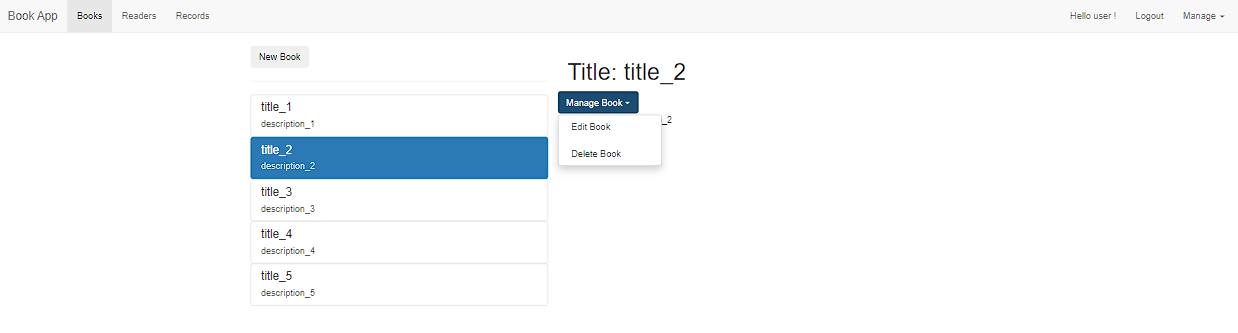 Book App Books Readers Records Hello user ! Logout Manage
New Book
title_1
description_1
title_2
description_2
title_3
description_3
title_4
description_4
title_5
description_5
Title: title_2
Manage Book
Edit Book
Delete Book
_2